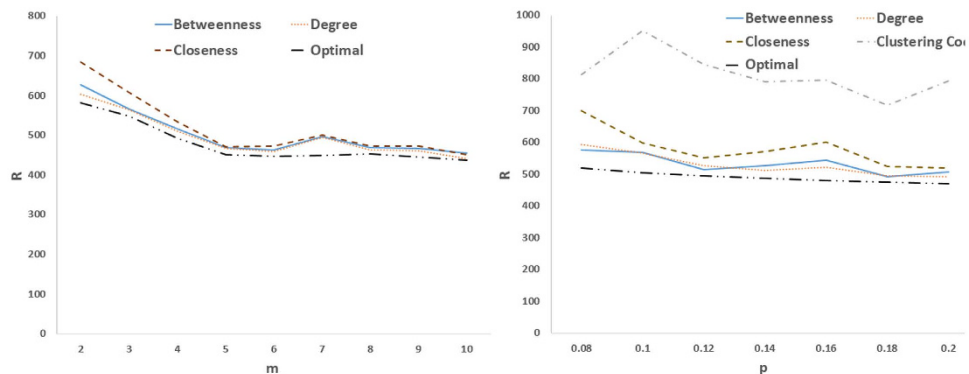 800
700
600
500
400
300
200
100
0
R
Betweenness
Degree
Closeness
Optimal
2 3 4 5 6 7 8 9 10
m
1000
900
800
700
600
500
400
300
200
100
0
R
Betweenness
Degree
Closeness
Clustering Coe
Optimal
0.08 0.1 0.12 0.14 0.16 0.18 0.2
p